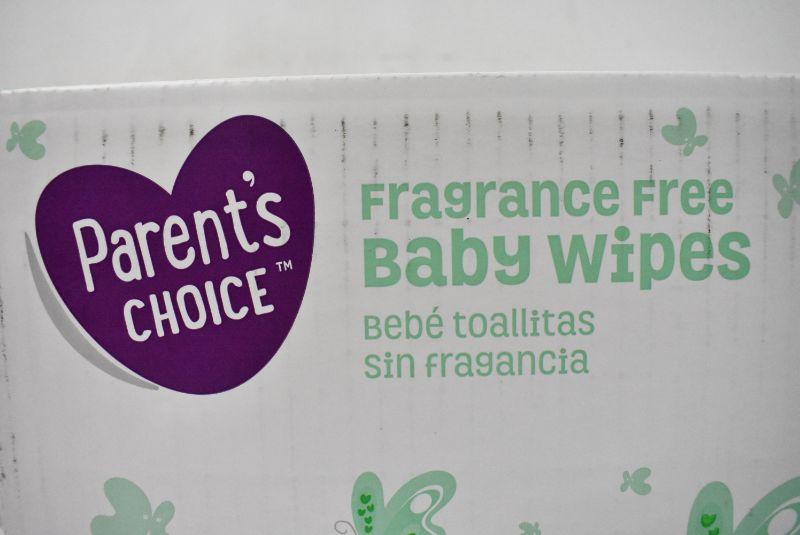 Parent's
CHOICE™
Fragrance Free
Baby Wipes
Bebé toallitas
sin fragancia